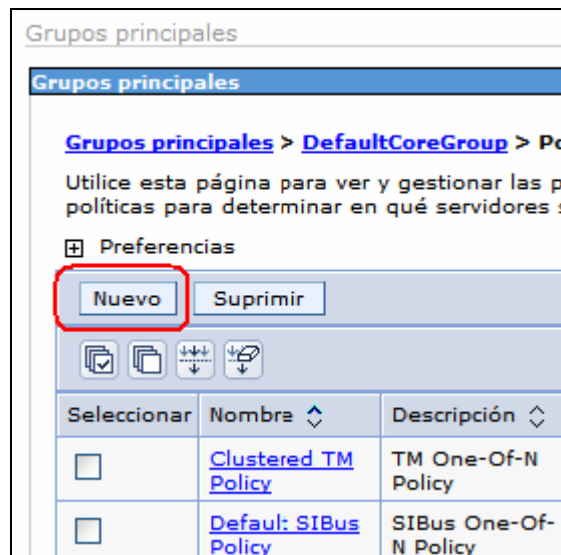 Grupos principales
Grupos principales
Grupos principales > DefaultCoreGroup > Po
Utilice esta página para ver y gestionar las p
políticas para determinar en qué servidores s
Preferencias
Nuevo Suprimir
Seleccionar Nombre Descripción
Clustered TM TM One-Of-N
Policy Policy
Default SIBus SIBus One-Of-
Policy N Policy